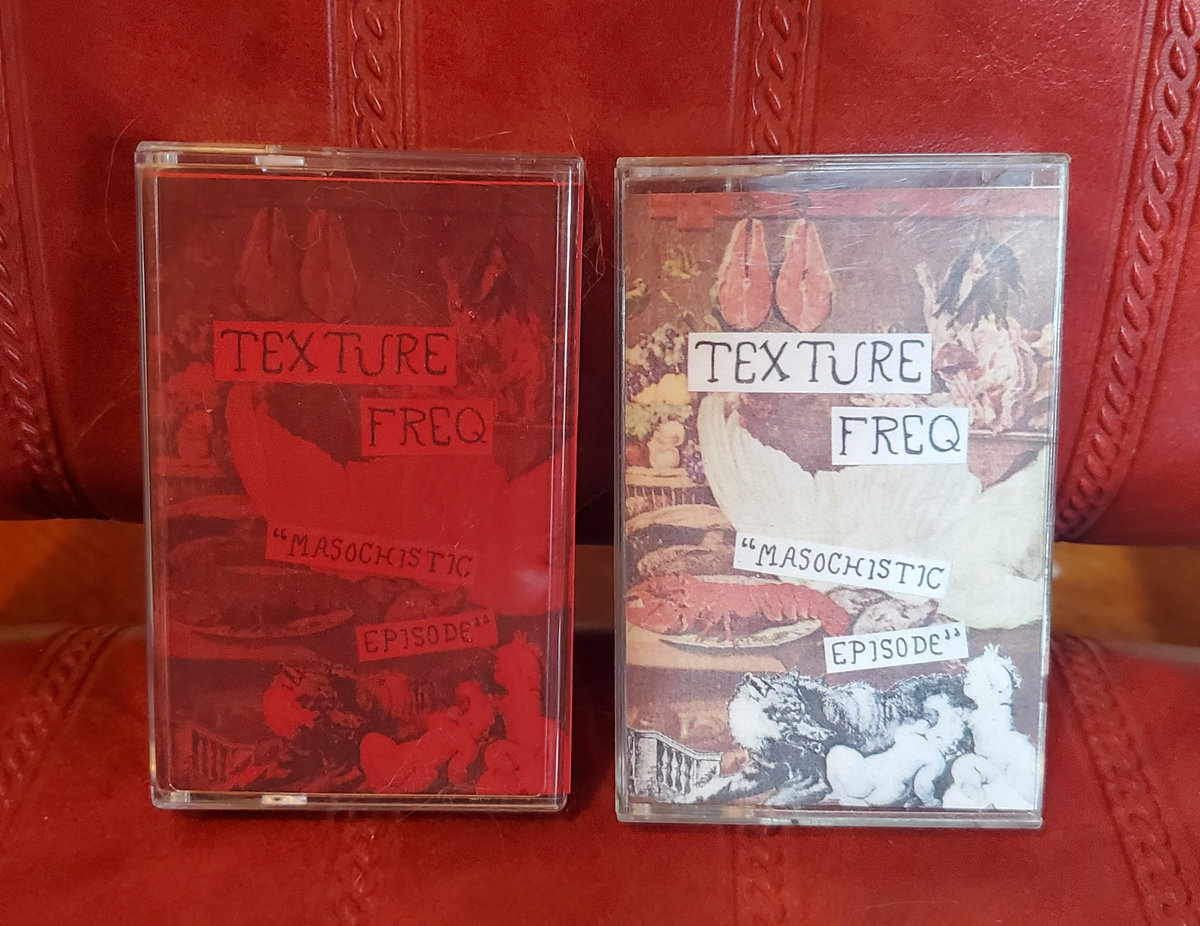 TEXTURE
FREQ
"MASOCHISTIC
EPISODE"
TEXTURE
FREQ
"MASOCHISTIC
EPISODE"